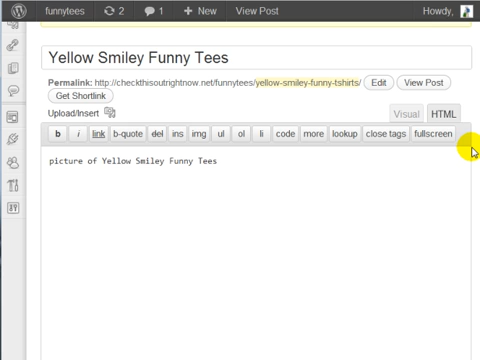 funnytees 2 1 New View Post Howdy,
Yellow Smiley Funny Tees
Permalink: http://checkthisoutrightnow.net/funnytees/yellow-smiley-funny-tshirts/ Edit View Post
Get Shortlink
Upload/Insert Visual HTML
b i link b-quote del ins img ul ol li code more lookup close tags fullscreen
picture of Yellow Smiley Funny Tees